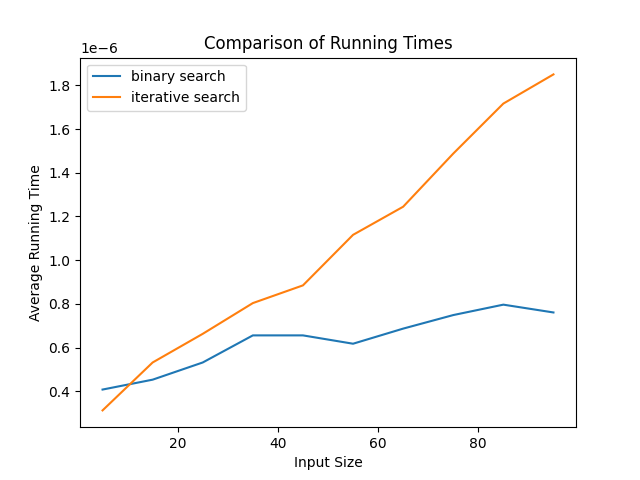 Comparison of Running Times
1e−6
binary search
iterative search
1.8
1.6
1.4
1.2
1.0
0.8
0.6
0.4
Average Running Time
20 40 60 80
Input Size